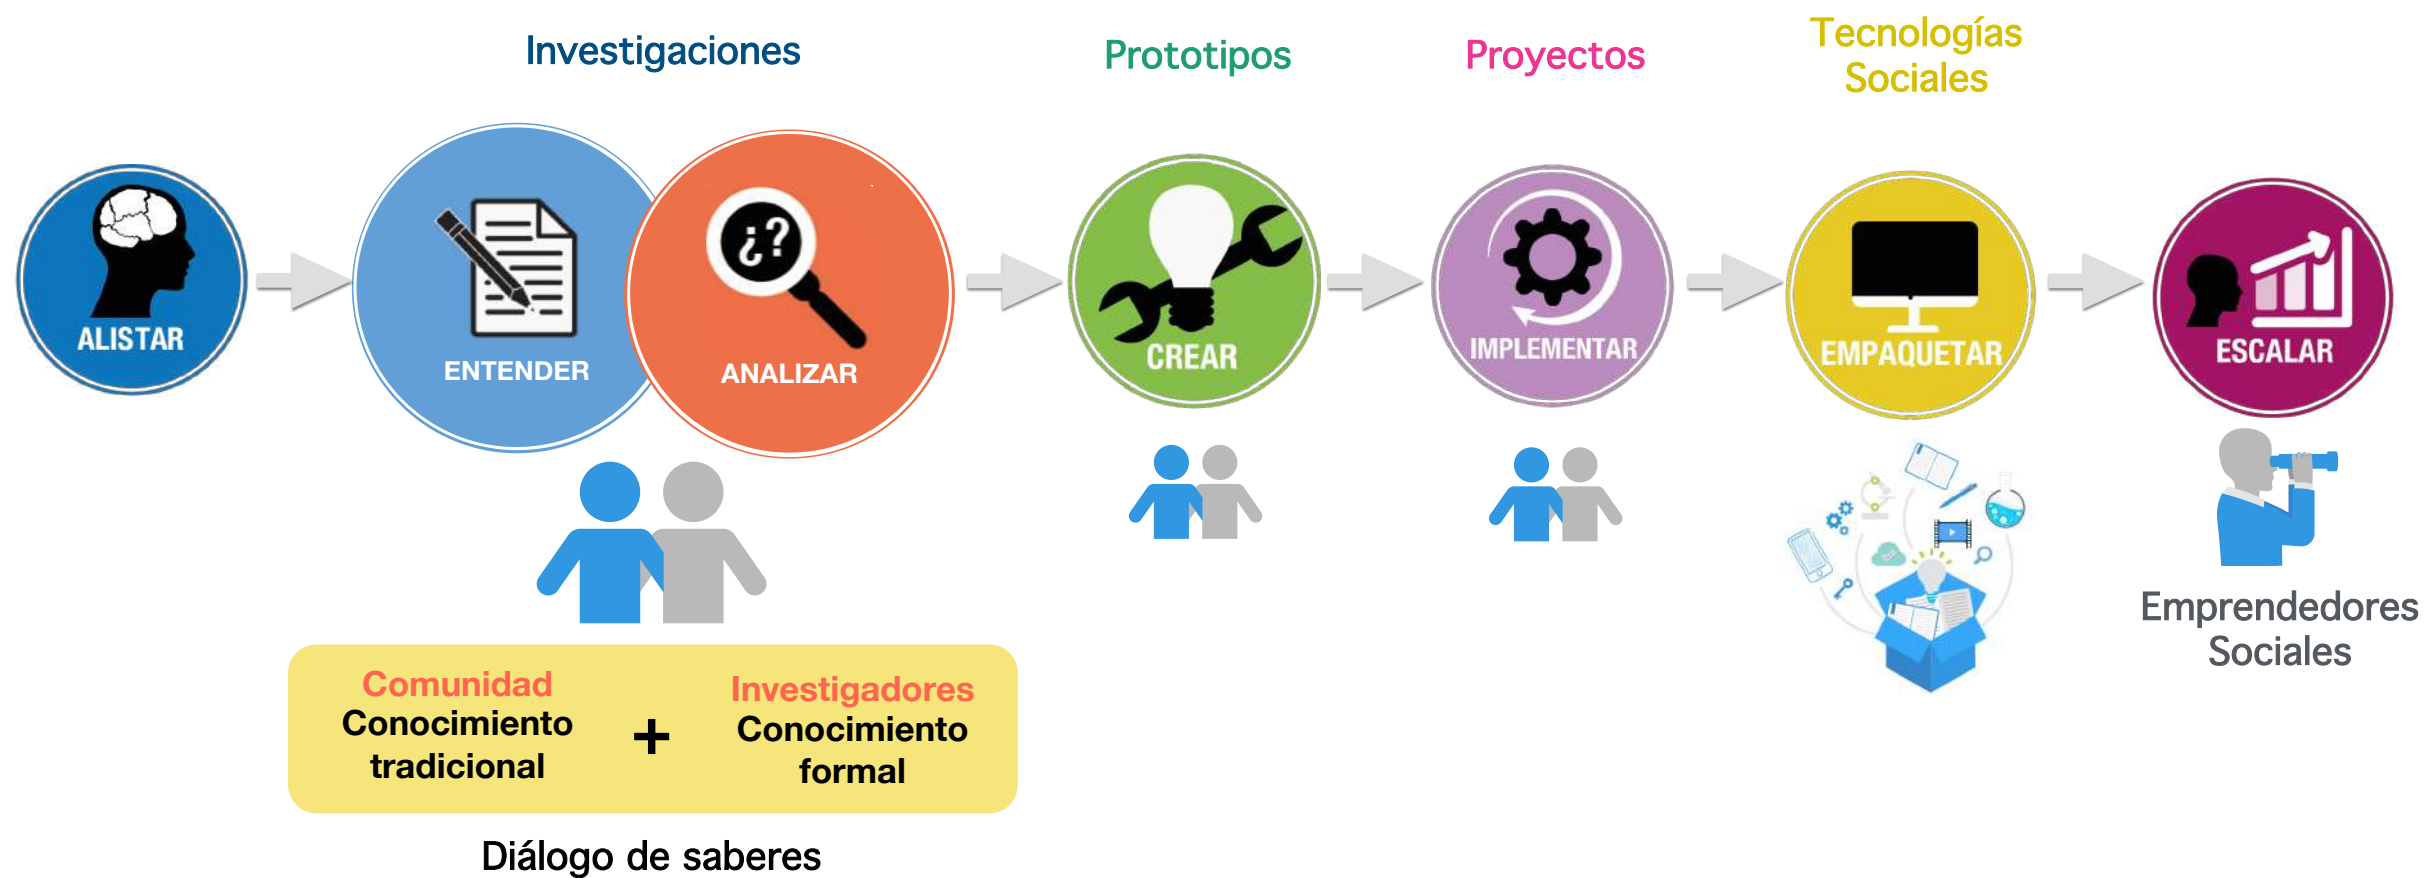 Investigaciones
Prototipos
Proyectos
Tecnologías
Sociales
ALISTAR
ENTENDER
¿?
ANALIZAR
CREAR
IMPLEMENTAR
EMPAQUETAR
ESCALAR
Comunidad
Conocimiento
tradicional
+
Investigadores
Conocimiento
formal
Diálogo de saberes
Emprendedores
Sociales